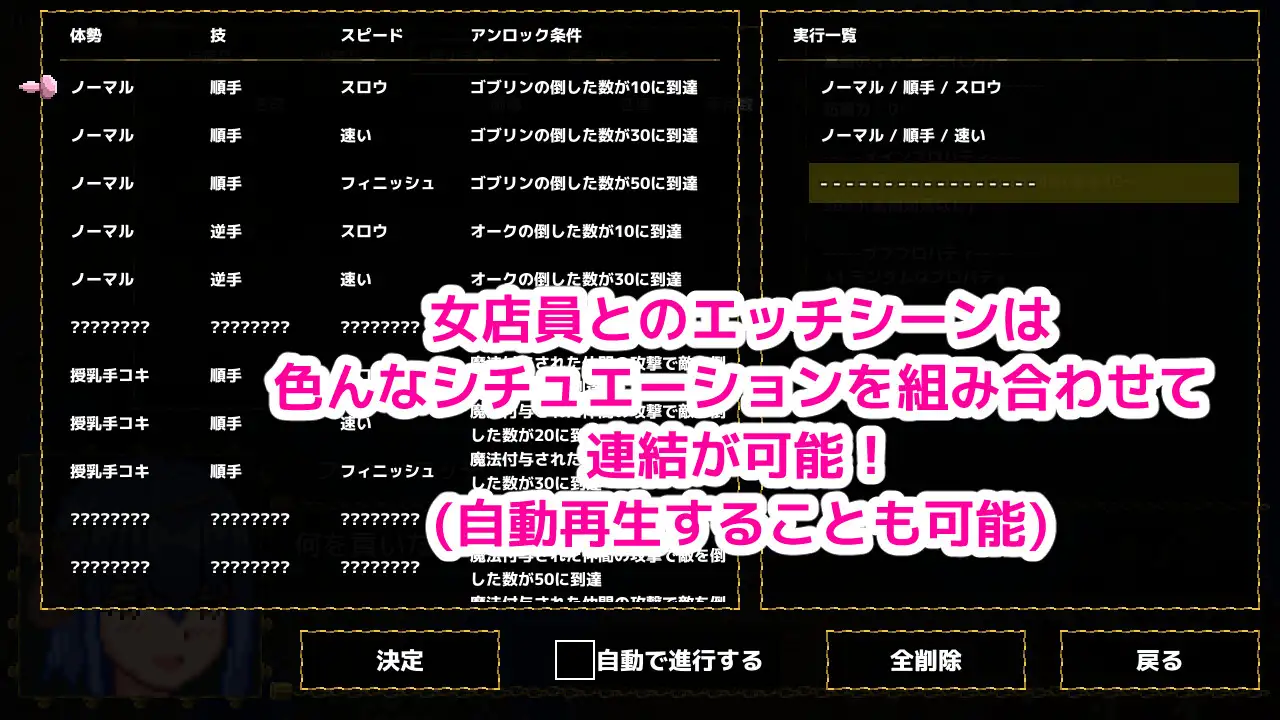 体勢 技 スピード アンロック条件
ノーマル 順手 スロウ ゴブリンの倒した数が10に到達
ノーマル 順手 速い ゴブリンの倒した数が30に到達
ノーマル 順手 フィニッシュ ゴブリンの倒した数が50に到達
ノーマル 逆手 スロウ オークの倒した数が10に到達
ノーマル 逆手 速い オークの倒した数が30に到達
???????? ???????? ????????
授乳手コキ 順手
授乳手コキ 順手 速い
した数が20に
授乳手コキ 順手 フィニッシュ 魔法付与された
した数が30に到達
???????? ???????? ????????
???????? ???????? ???????? 魔法付与された仲間の攻撃で敵を倒
した数が50に到達
魔法付与された仲間の攻撃で敵を倒
実行一覧
ノーマル / 順手 / スロウ
ノーマル / 順手 / 速い
- - - - - - - - - - - - - - - - -
女店員とのエッチシーンは
色んなシチュエーションを組み合わせて
連結が可能！
(自動再生することも可能)
決定 自動で進行する 全削除 戻る